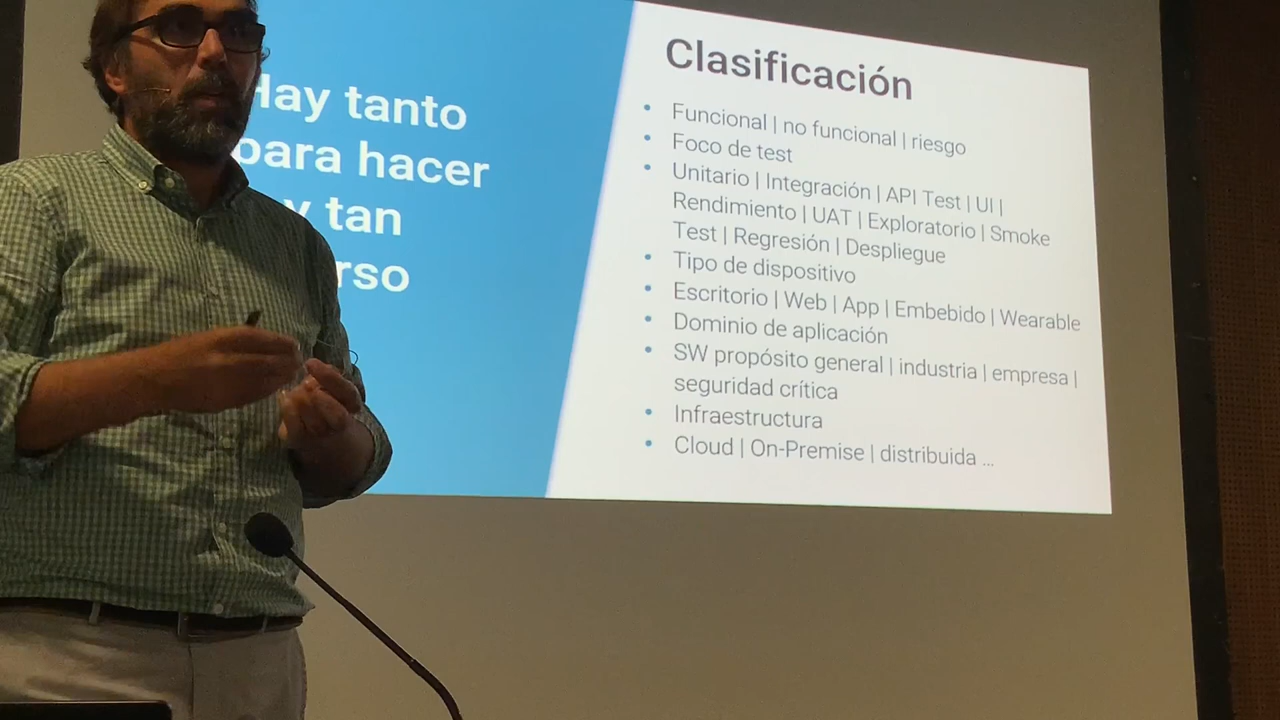 Hay tanto
para hacer
y tan
Clasificación
• Funcional | no funcional | riesgo
• Foco de test
• Unitario | Integración | API Test | UI |
Rendimiento | UAT | Exploratorio | Smoke
Test | Regresión | Despliegue
• Tipo de dispositivo
• Escritorio | Web | App | Embebido | Wearable
• Dominio de aplicación
• SW propósito general | industria | empresa |
seguridad crítica
• Infraestructura
• Cloud | On-Premise | distribuida ...